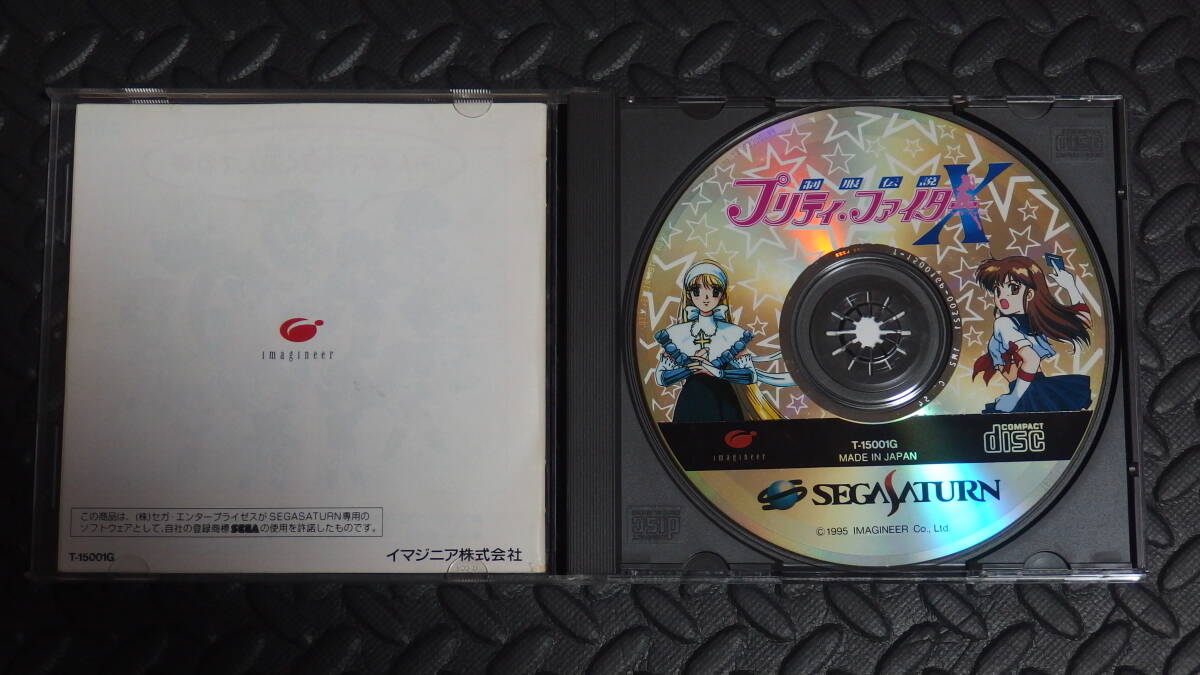 imagineer
この商品は、(株)セガ・エンタープライゼスがSEGASATURN専用の
ソフトウェアとして、自社の登録商標SEGAの使用を許諾したものです。
T-15001G
イマジニア株式会社
制服伝説
プリティ・ファイターX
imagineer
T-15001G
MADE IN JAPAN
COMPACT
disc
SEGASATURN
©1995 IMAGINEER Co., Ltd.